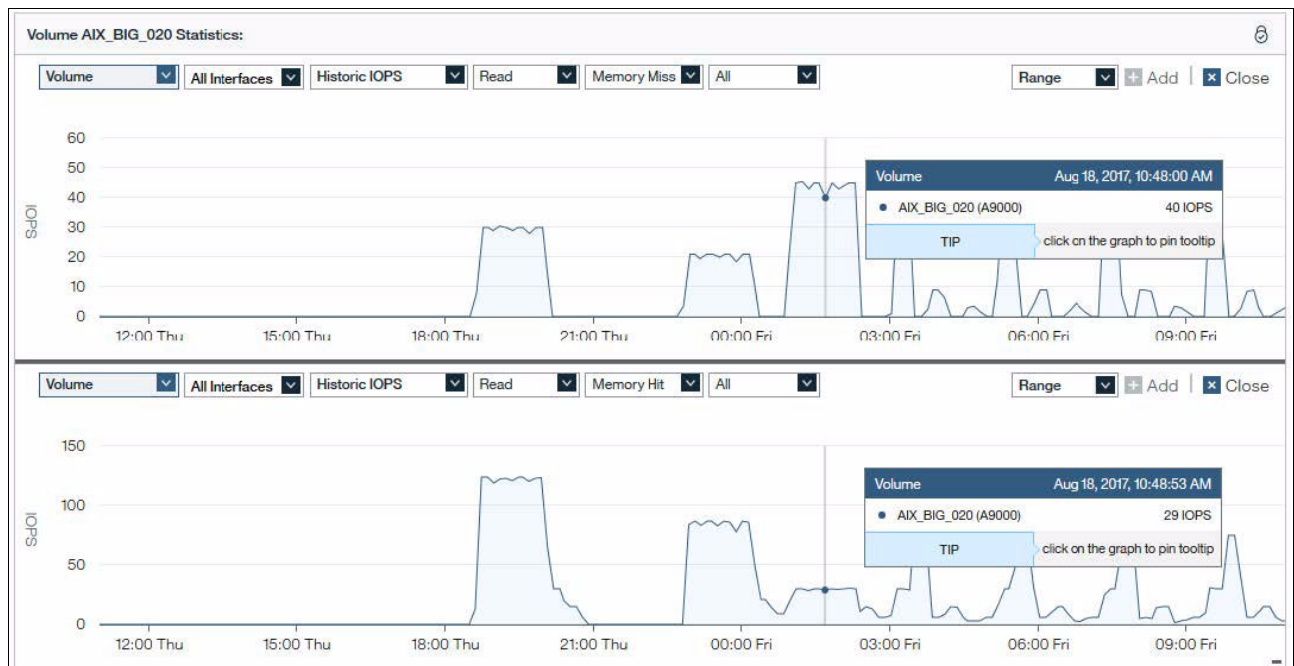 Volume AIX_BIG_020 Statistics:
Volume All Interfaces Historic IOPS Read Memory Miss All Range Add Close
60
50
Volume Aug 18, 2017, 10:48:00 AM
40
AIX_BIG_020 (A9000) 40 IOPS
IOPS
30
TIP click on the graph to pin tooltip
20
10
0
12:00 Thu 15:00 Thu 18:00 Thu 21:00 Thu 00:00 Fri 03:00 Fri 06:00 Fri 09:00 Fri
Volume All Interfaces Historic IOPS Read Memory Hit All Range Add Close
150
Volume Aug 18, 2017, 10:48:53 AM
100
AIX_BIG_020 (A9000) 29 IOPS
IOPS
TIP click on the graph to pin tooltip
50
0
12:00 Thu 15:00 Thu 18:00 Thu 21:00 Thu 00:00 Fri 03:00 Fri 06:00 Fri 09:00 Fri